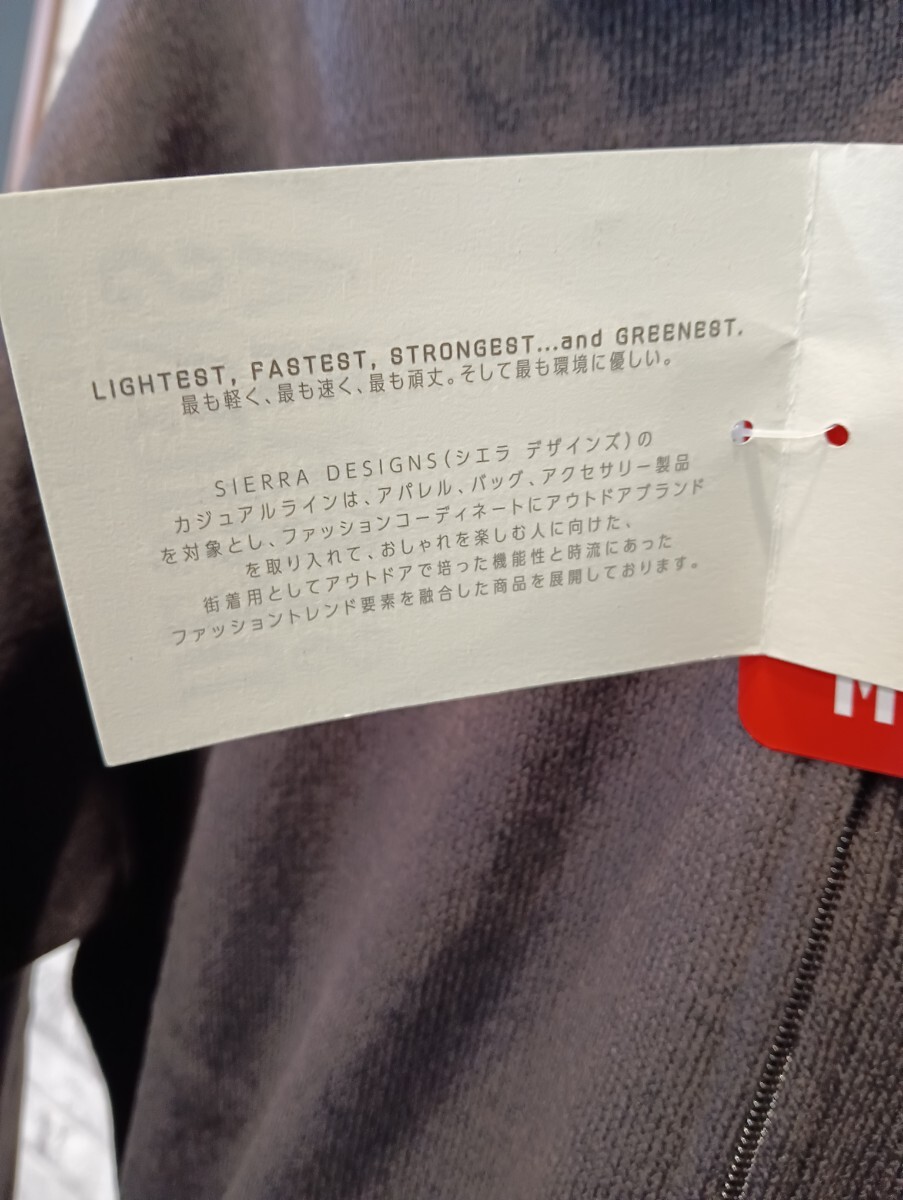 LIGHTEST, FASTEST, STRONGEST...and GREENEST.
最も軽く、最も速く、最も頑丈。そして最も環境に優しい。
SIERRA DESIGNS(シエラ デザインズ)の
カジュアルラインは、アパレル、バッグ、アクセサリー製品
を対象とし、ファッションコーディネートにアウトドアブランド
を取り入れて、おしゃれを楽しむ人に向けた、
街着用としてアウトドアで培った機能性と時流にあった
ファッショントレンド要素を融合した商品を展開しております。
M